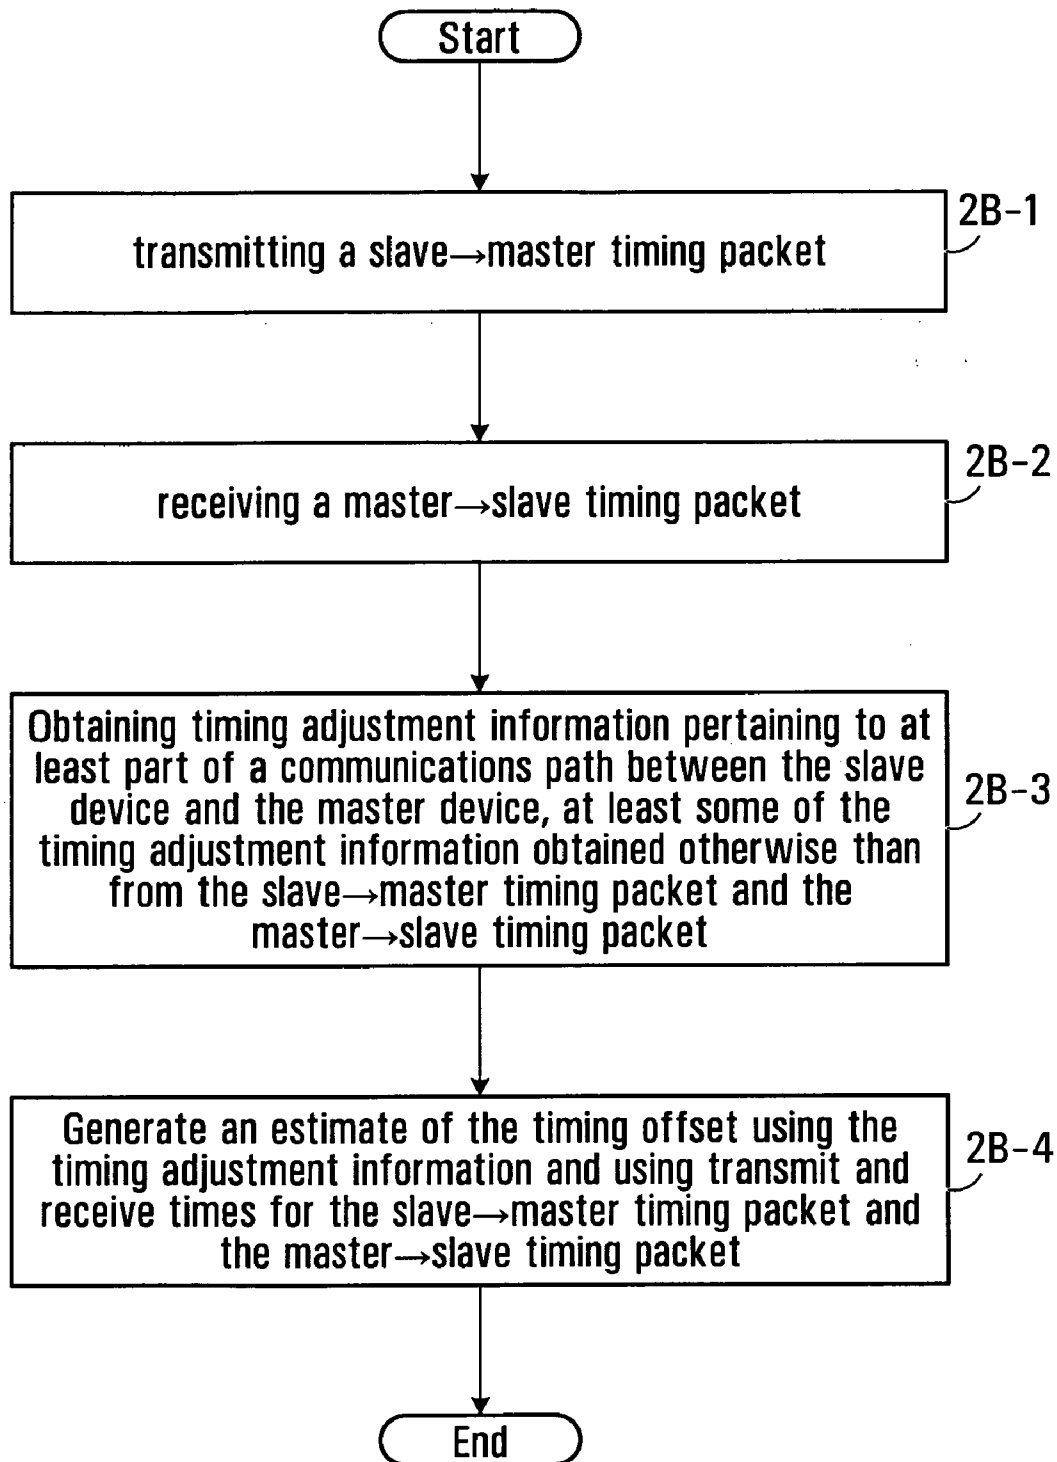 Start
2B-1
transmitting a slave→master timing packet
2B-2
receiving a master→slave timing packet
Obtaining timing adjustment information pertaining to at
least part of a communications path between the slave
device and the master device, at least some of the
timing adjustment information obtained otherwise than
from the slave→master timing packet and the
master→slave timing packet
2B-3
Generate an estimate of the timing offset using the
timing adjustment information and using transmit and
receive times for the slave→master timing packet and
the master→slave timing packet
2B-4
End